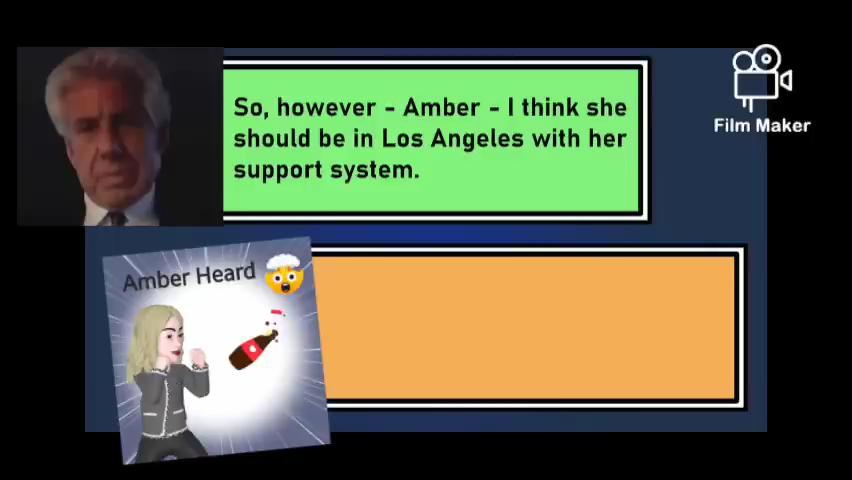 So, however - Amber - I think she
should be in Los Angeles with her
support system.
Film Maker
Amber Heard